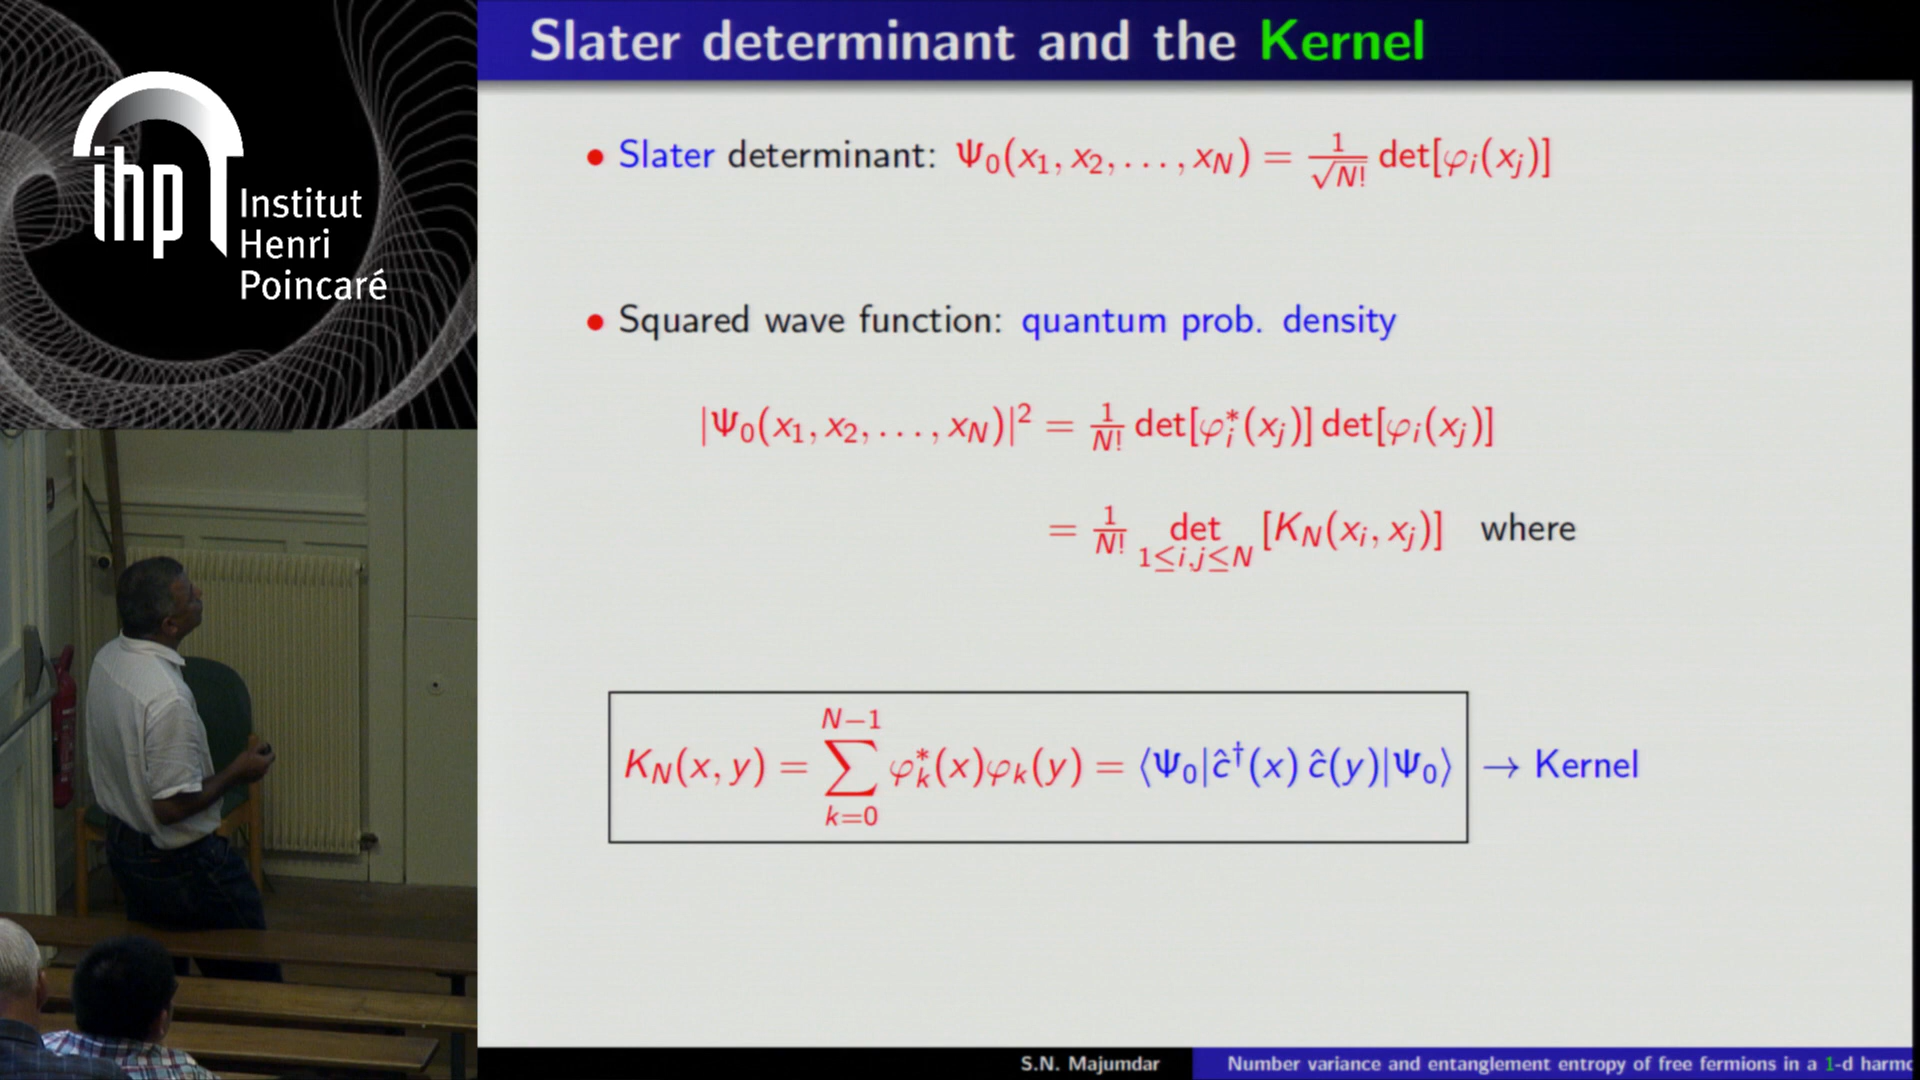 ihp
Institut
Henri
Poincaré
Slater determinant and the Kernel
• Slater determinant: Ψ₀(x₁, x₂, . . . , x_N) = 1/√N! det[φᵢ(xⱼ)]
• Squared wave function: quantum prob. density
|Ψ₀(x₁, x₂, . . . , x_N)|² = 1/N! det[φᵢ*(xⱼ)] det[φᵢ(xⱼ)]
= 1/N! det_{1≤i,j≤N} [K_N(xᵢ, xⱼ)] where
K_N(x, y) = ∑_{k=0}^{N−1} φ_k*(x)φ_k(y) = ⟨Ψ₀|ĉ†(x) ĉ(y)|Ψ₀⟩ → Kernel
S.N. Majumdar
Number variance and entanglement entropy of free fermions in a 1-d harmo